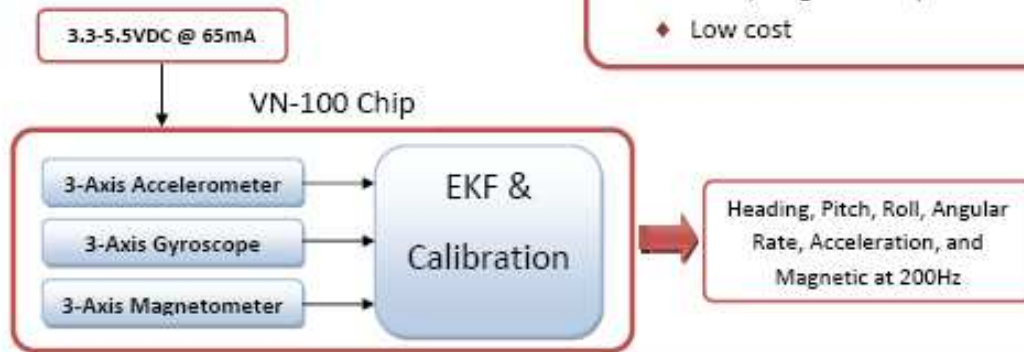 ◆ Low cost
3.3-5.5VDC @ 65mA
VN-100 Chip
3-Axis Accelerometer
3-Axis Gyroscope
3-Axis Magnetometer
EKF &
Calibration
Heading, Pitch, Roll, Angular
Rate, Acceleration, and
Magnetic at 200Hz